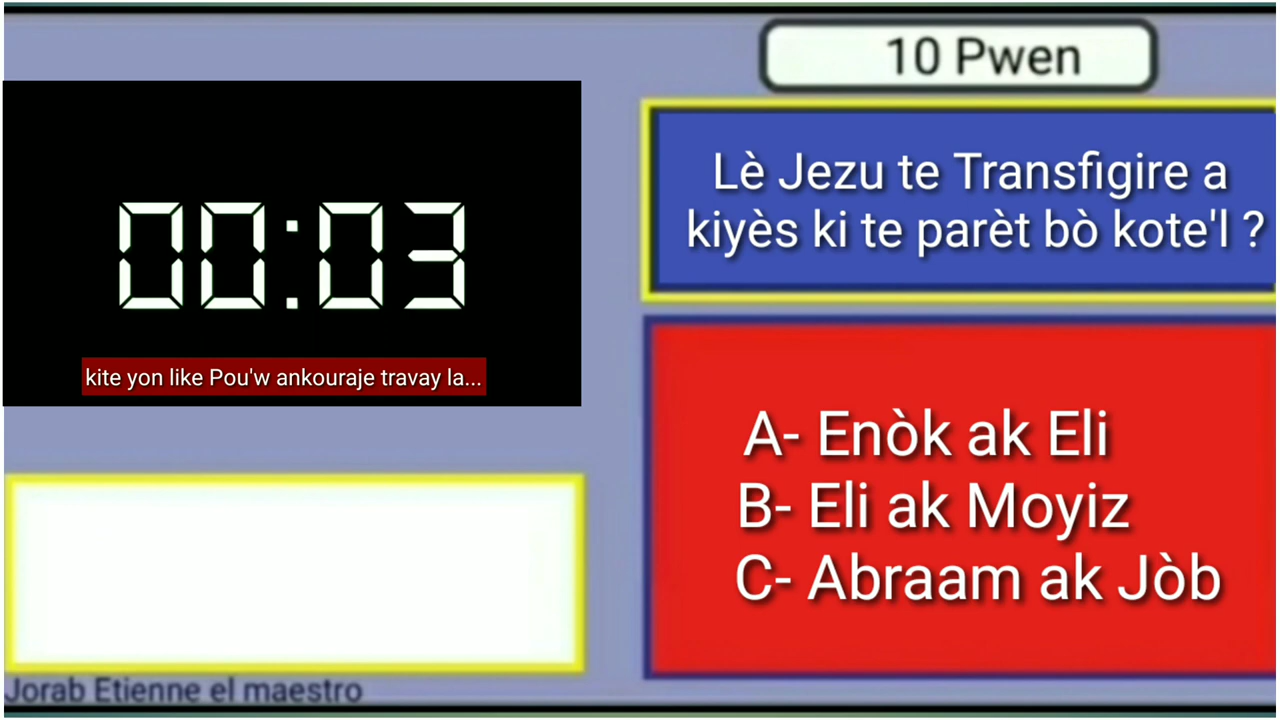 10 Pwen
00:03
Lè Jezu te Transfigire a
kiyès ki te parèt bò kote'l ?
kite yon like Pou'w ankouraje travay la...
A- Enòk ak Eli
B- Eli ak Moyiz
C- Abraam ak Jòb
Jorab Etienne el maestro